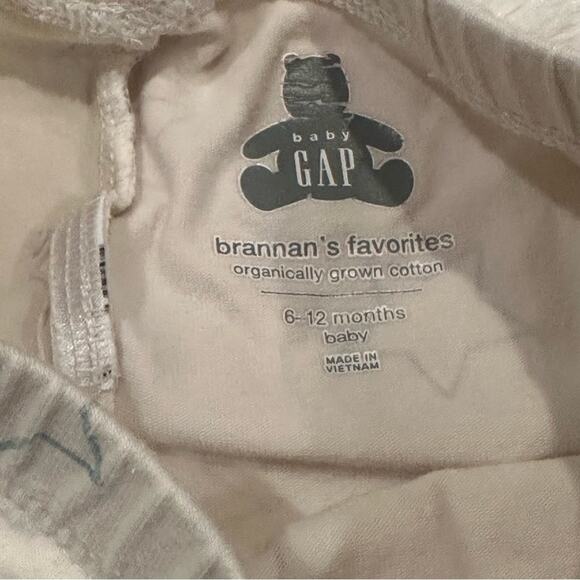 baby
GAP
brannan's favorites
organically grown cotton
6-12 months
baby
MADE IN
VIETNAM